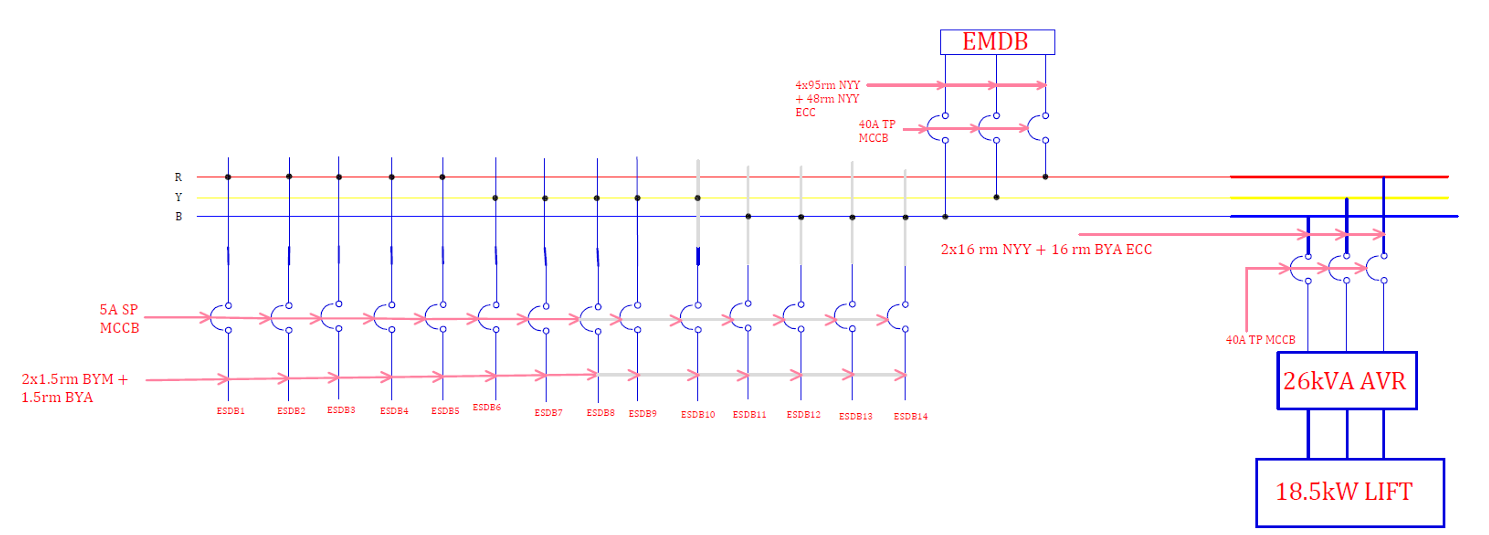 EMDB
4x95rm NYY
+ 48rm NYY
ECC
40A TP
MCCB
R
Y
B
2x16 rm NYY + 16 rm BYA ECC
5A SP
MCCB
40A TP MCCB
2x1.5rm BYM +
1.5rm BYA
26kVA AVR
ESDB1 ESDB2 ESDB3 ESDB4 ESDB5 ESDB6 ESDB7 ESDB8 ESDB9 ESDB10 ESDB11 ESDB12 ESDB13 ESDB14
18.5kW LIFT